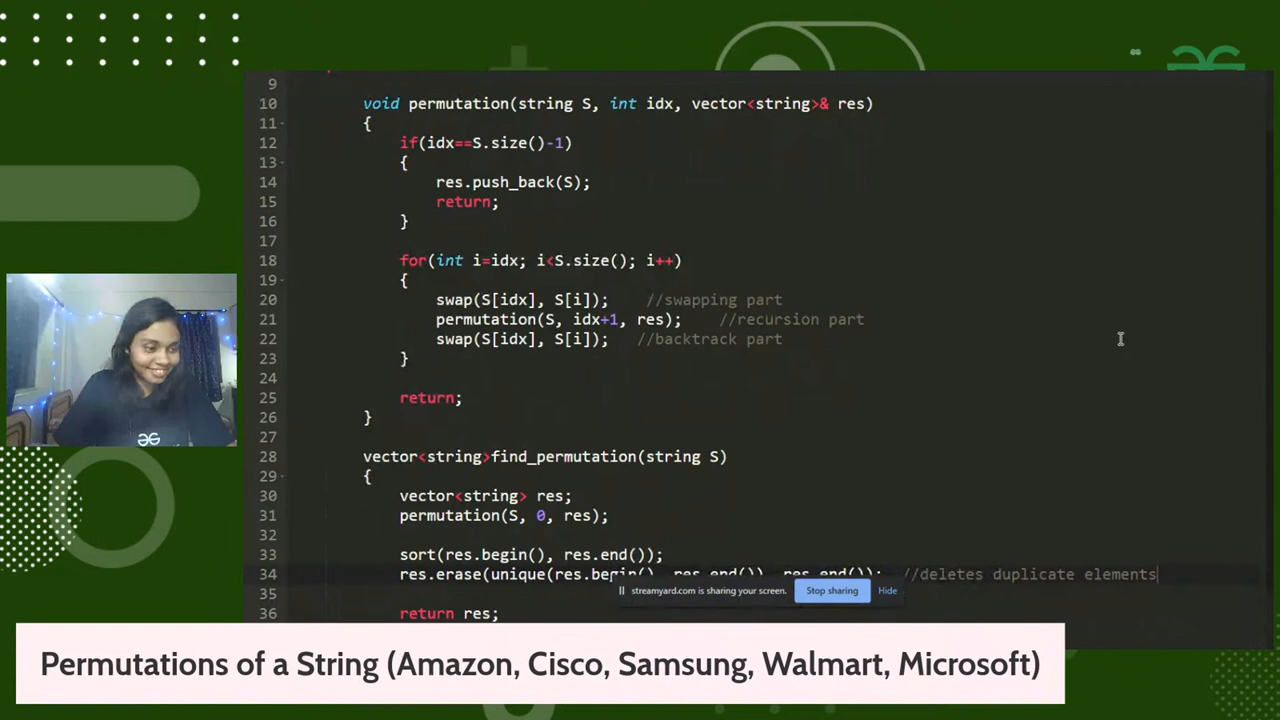 9
10 void permutation(string S, int idx, vector<string>& res)
11 {
12 if(idx==S.size()-1)
13 {
14 res.push_back(S);
15 return;
16 }
17
18 for(int i=idx; i<S.size(); i++)
19 {
20 swap(S[idx], S[i]); //swapping part
21 permutation(S, idx+1, res); //recursion part
22 swap(S[idx], S[i]); //backtrack part
23 }
24
25 return;
26 }
27
28 vector<string>find_permutation(string S)
29 {
30 vector<string> res;
31 permutation(S, 0, res);
32
33 sort(res.begin(), res.end());
34 res.erase(unique(res.begin(), res.end()), res.end()); //deletes duplicate elements
35
36 return res;
streamyard.com is sharing your screen. Stop sharing Hide
Permutations of a String (Amazon, Cisco, Samsung, Walmart, Microsoft)